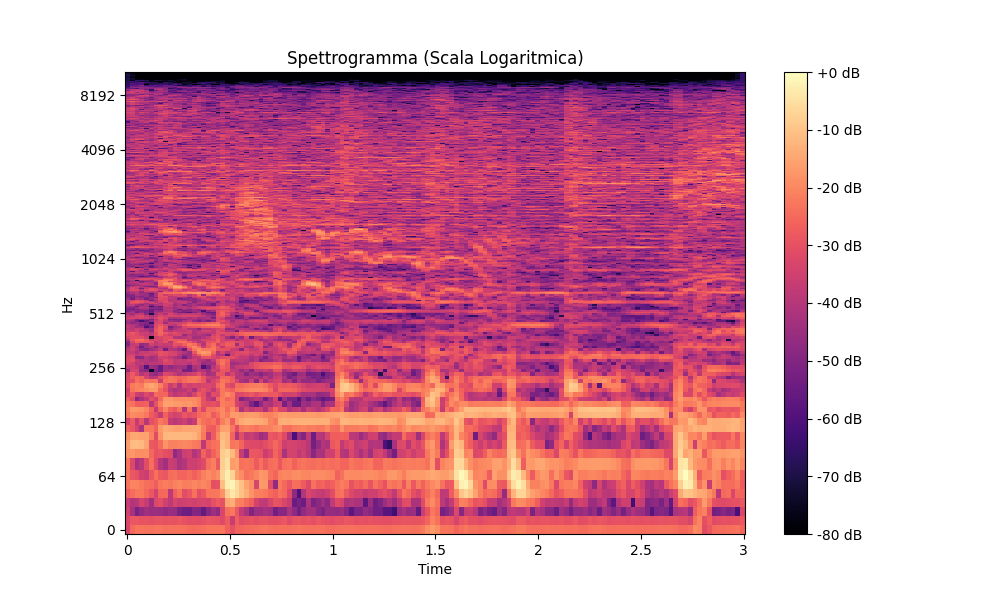 Spettrogramma (Scala Logaritmica)
Hz
8192
4096
2048
1024
512
256
128
64
0
0
0.5
1
1.5
2
2.5
3
Time
+0 dB
-10 dB
-20 dB
-30 dB
-40 dB
-50 dB
-60 dB
-70 dB
-80 dB